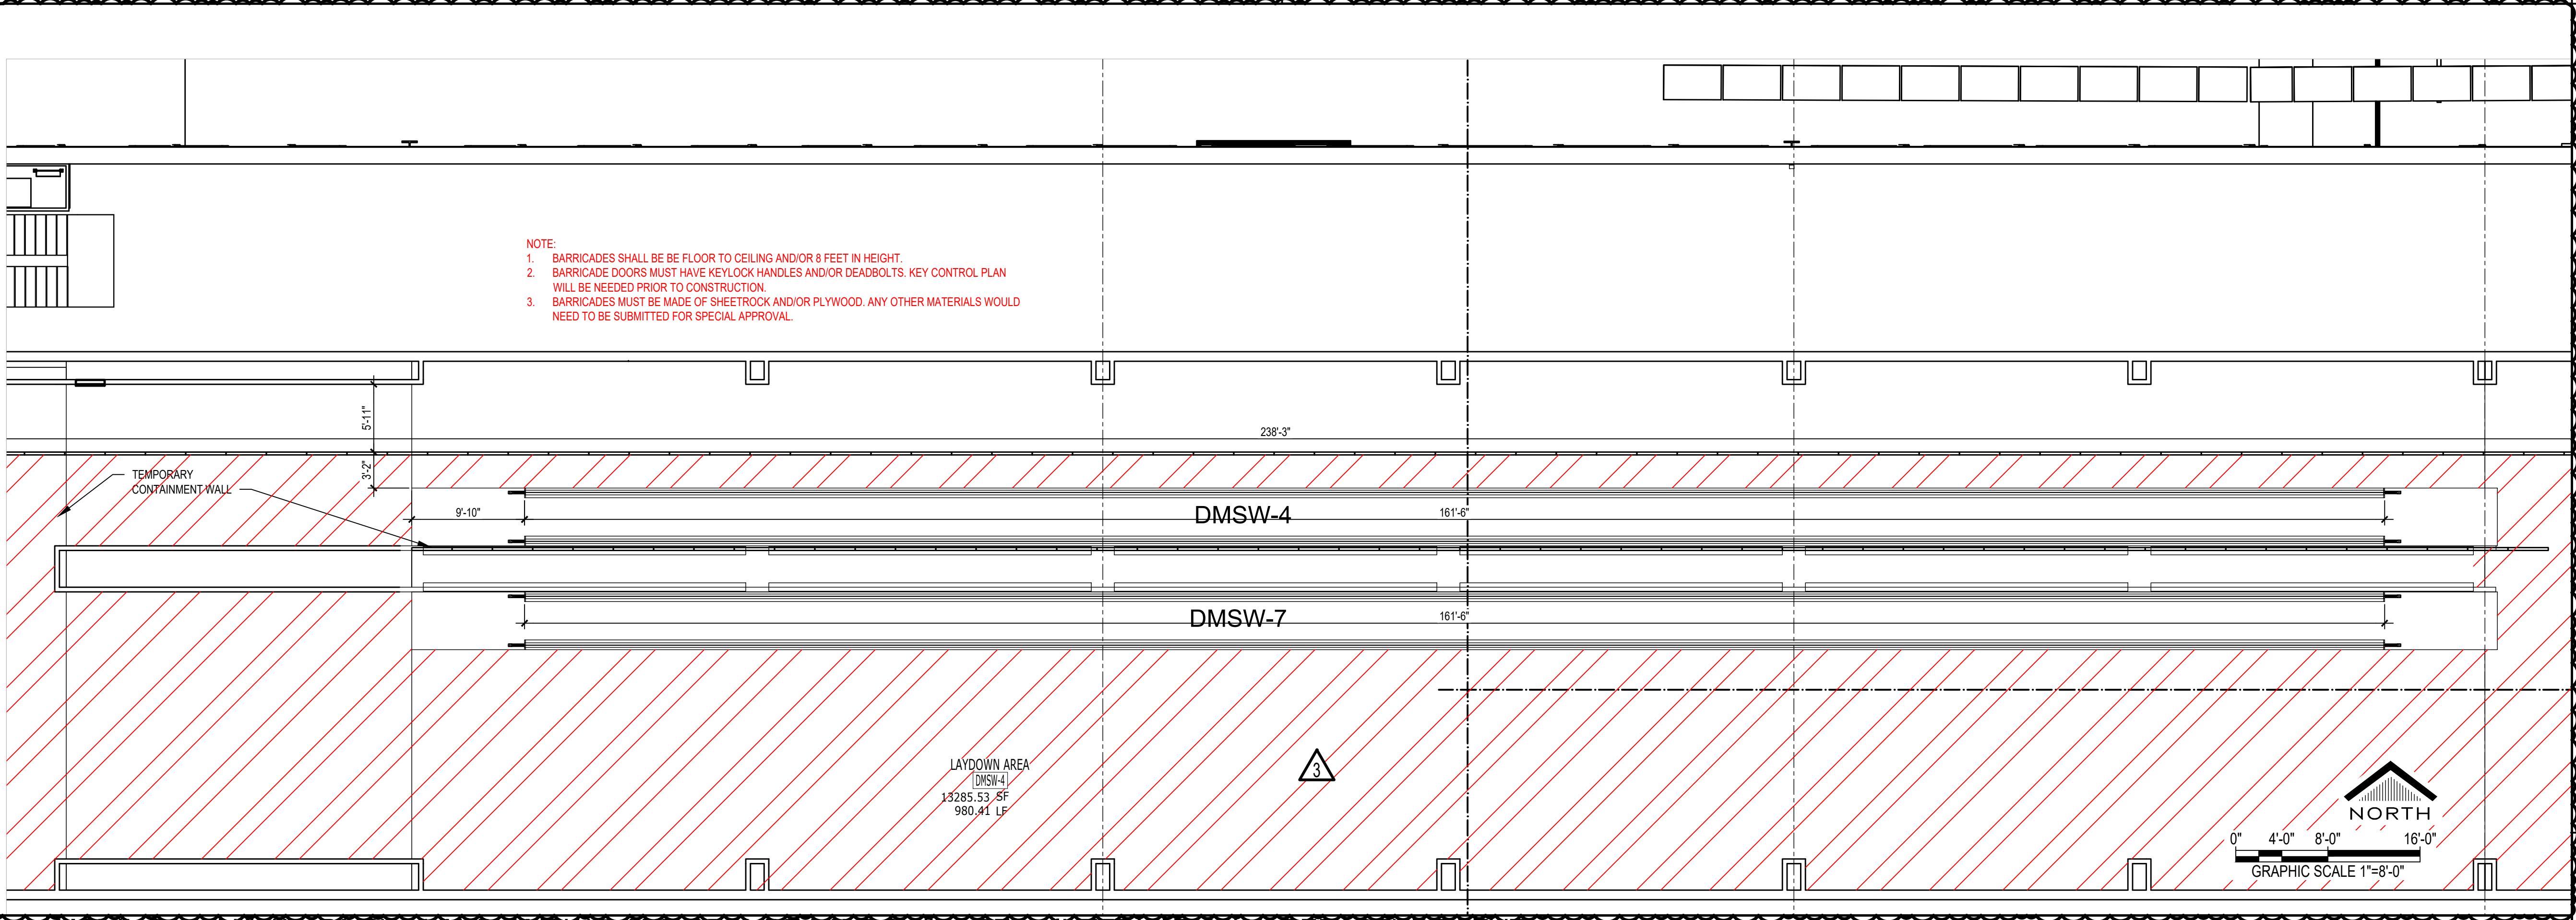 NOTE:
1. BARRICADES SHALL BE BE FLOOR TO CEILING AND/OR 8 FEET IN HEIGHT.
2. BARRICADE DOORS MUST HAVE KEYLOCK HANDLES AND/OR DEADBOLTS. KEY CONTROL PLAN
WILL BE NEEDED PRIOR TO CONSTRUCTION.
3. BARRICADES MUST BE MADE OF SHEETROCK AND/OR PLYWOOD. ANY OTHER MATERIALS WOULD
NEED TO BE SUBMITTED FOR SPECIAL APPROVAL.
5'-11"
238'-3"
3'-2"
TEMPORARY
CONTAINMENT WALL
9'-10"
DMSW-4
161'-6"
DMSW-7
161'-6"
LAYDOWN AREA
DMSW-4
13285.53 SF
980.41 LF
3
NORTH
0" 4'-0" 8'-0" 16'-0"
GRAPHIC SCALE 1"=8'-0"